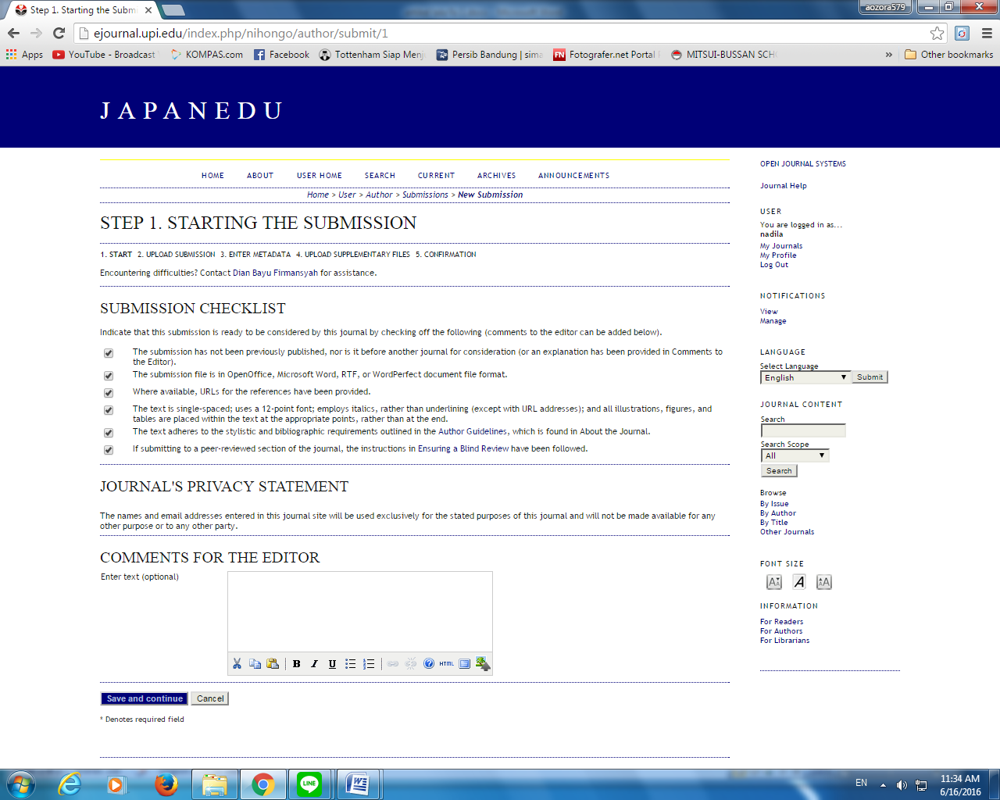 Step 1. Starting the Subm
aozora579
ejournal.upi.edu/index.php/nihongo/author/submit/1
Apps YouTube - Broadcast KOMPAS.com Facebook Tottenham Siap Menj Persib Bandung | sima FN Fotografer.net Portal MITSUI-BUSSAN SCH » Other bookmarks
JAPANEDU
HOME ABOUT USER HOME SEARCH CURRENT ARCHIVES ANNOUNCEMENTS
Home > User > Author > Submissions > New Submission
STEP 1. STARTING THE SUBMISSION
1. START 2. UPLOAD SUBMISSION 3. ENTER METADATA 4. UPLOAD SUPPLEMENTARY FILES 5. CONFIRMATION
Encountering difficulties? Contact Dian Bayu Firmansyah for assistance.
SUBMISSION CHECKLIST
Indicate that this submission is ready to be considered by this journal by checking off the following (comments to the editor can be added below).
The submission has not been previously published, nor is it before another journal for consideration (or an explanation has been provided in Comments to
the Editor).
The submission file is in OpenOffice, Microsoft Word, RTF, or WordPerfect document file format.
Where available, URLs for the references have been provided.
The text is single-spaced; uses a 12-point font; employs italics, rather than underlining (except with URL addresses); and all illustrations, figures, and
tables are placed within the text at the appropriate points, rather than at the end.
The text adheres to the stylistic and bibliographic requirements outlined in the Author Guidelines, which is found in About the Journal.
If submitting to a peer-reviewed section of the journal, the instructions in Ensuring a Blind Review have been followed.
JOURNAL'S PRIVACY STATEMENT
The names and email addresses entered in this journal site will be used exclusively for the stated purposes of this journal and will not be made available for any
other purpose or to any other party.
COMMENTS FOR THE EDITOR
Enter text (optional)
B I U HTML
Save and continue Cancel
* Denotes required field
OPEN JOURNAL SYSTEMS
Journal Help
USER
You are logged in as...
nadila
My Journals
My Profile
Log Out
NOTIFICATIONS
View
Manage
LANGUAGE
Select Language
English Submit
JOURNAL CONTENT
Search
Search Scope
All
Search
Browse
By Issue
By Author
By Title
Other Journals
FONT SIZE
INFORMATION
For Readers
For Authors
For Librarians
LINE
EN
11:34 AM
6/16/2016